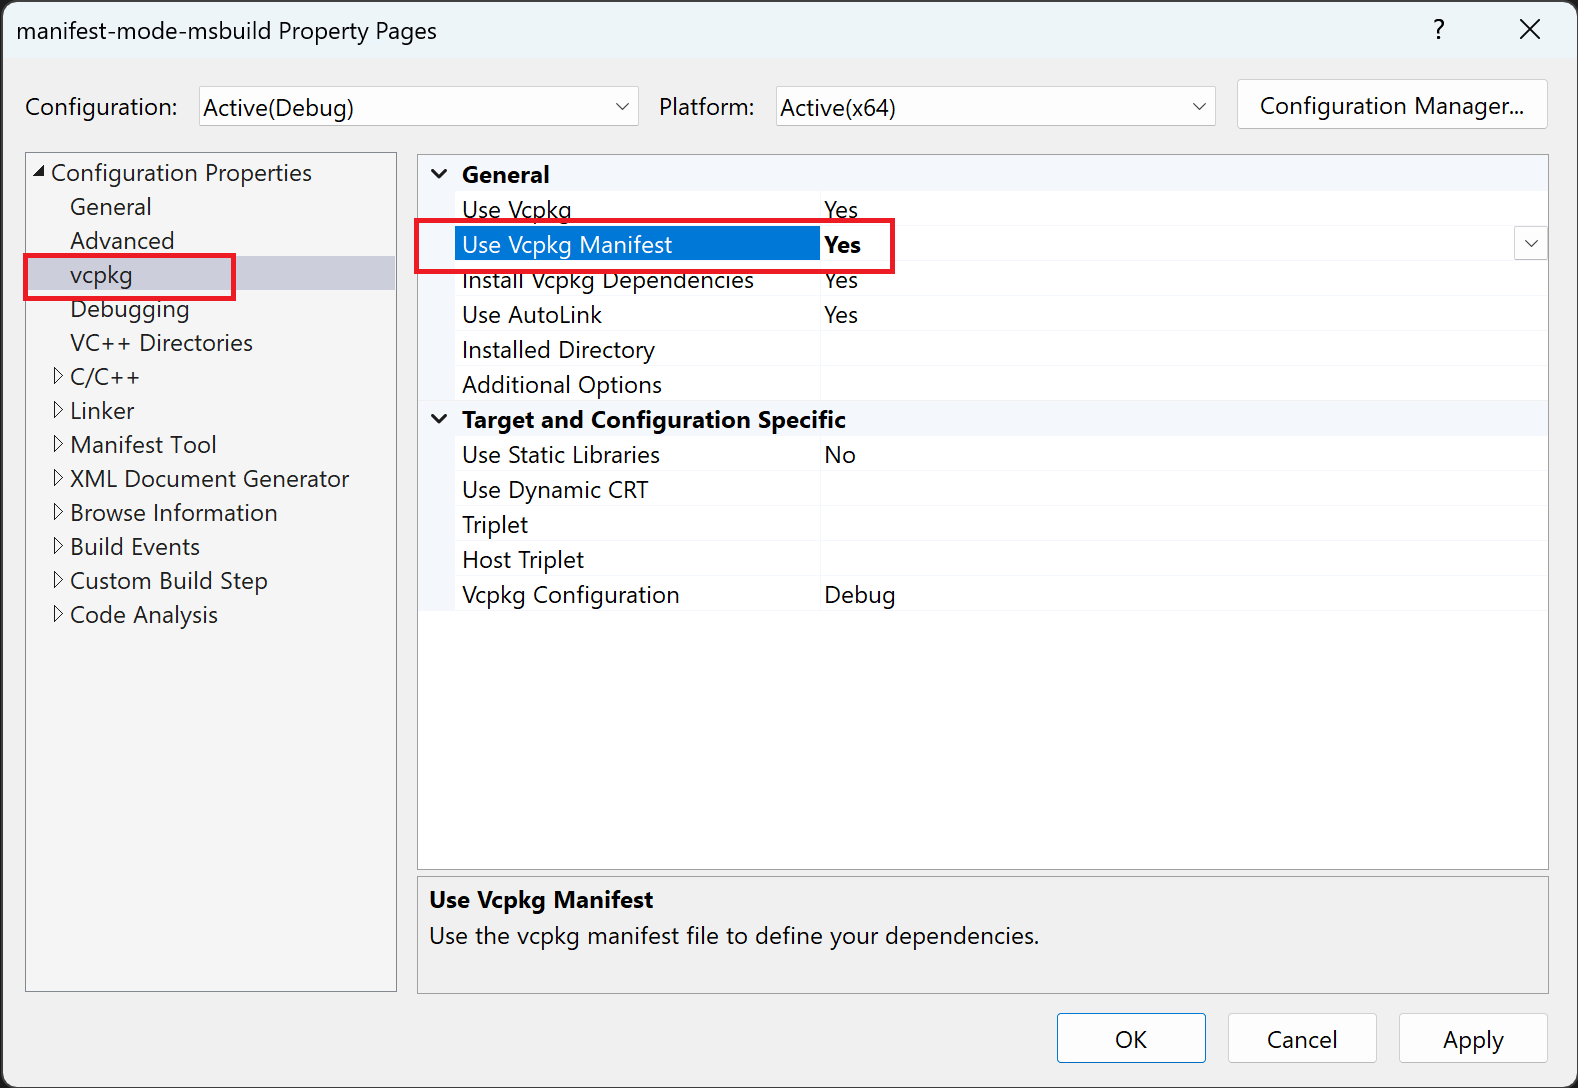 manifest-mode-msbuild Property Pages
?
Configuration: Active(Debug) Platform: Active(x64) Configuration Manager...
Configuration Properties
General
Advanced
vcpkg
Debugging
VC++ Directories
C/C++
Linker
Manifest Tool
XML Document Generator
Browse Information
Build Events
Custom Build Step
Code Analysis
General
Use Vcpkg Yes
Use Vcpkg Manifest Yes
Install Vcpkg Dependencies Yes
Use AutoLink Yes
Installed Directory
Additional Options
Target and Configuration Specific
Use Static Libraries No
Use Dynamic CRT
Triplet
Host Triplet
Vcpkg Configuration Debug
Use Vcpkg Manifest
Use the vcpkg manifest file to define your dependencies.
OK Cancel Apply